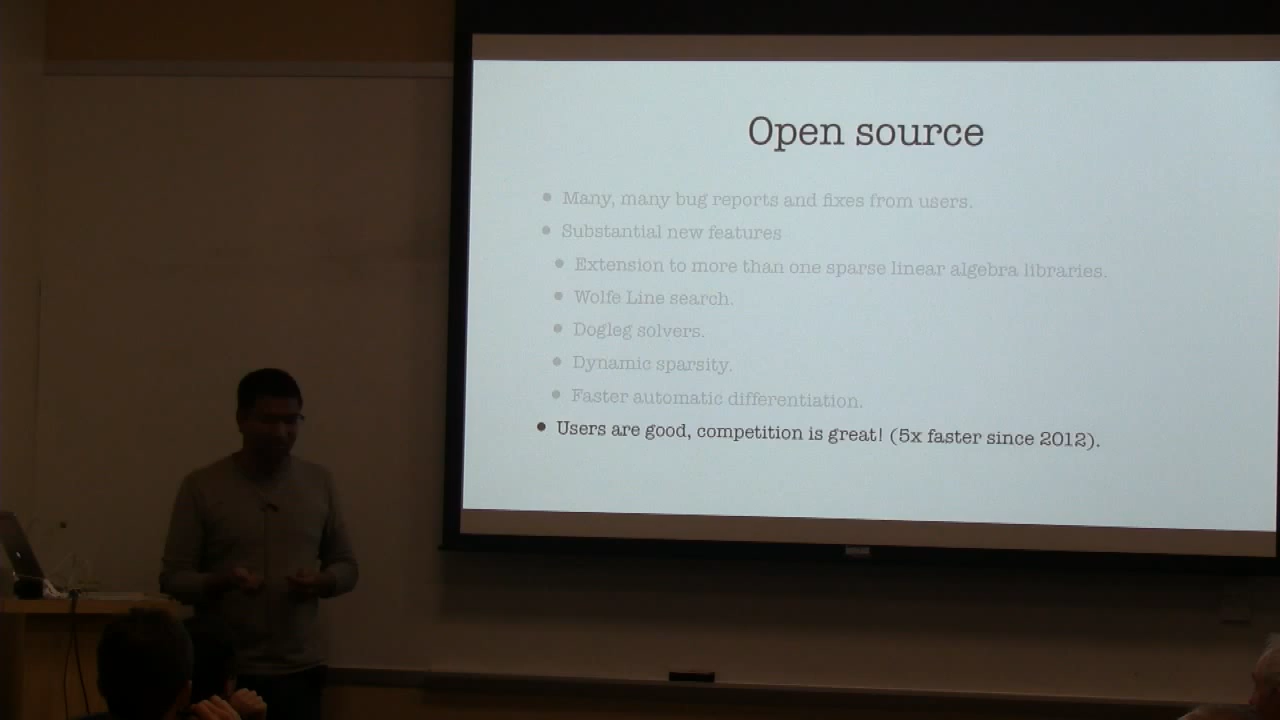 Open source
Many, many bug reports and fixes from users.
Substantial new features
Extension to more than one sparse linear algebra libraries.
Wolfe Line search.
Dogleg solvers.
Dynamic sparsity.
Faster automatic differentiation.
Users are good, competition is great! (5x faster since 2012).